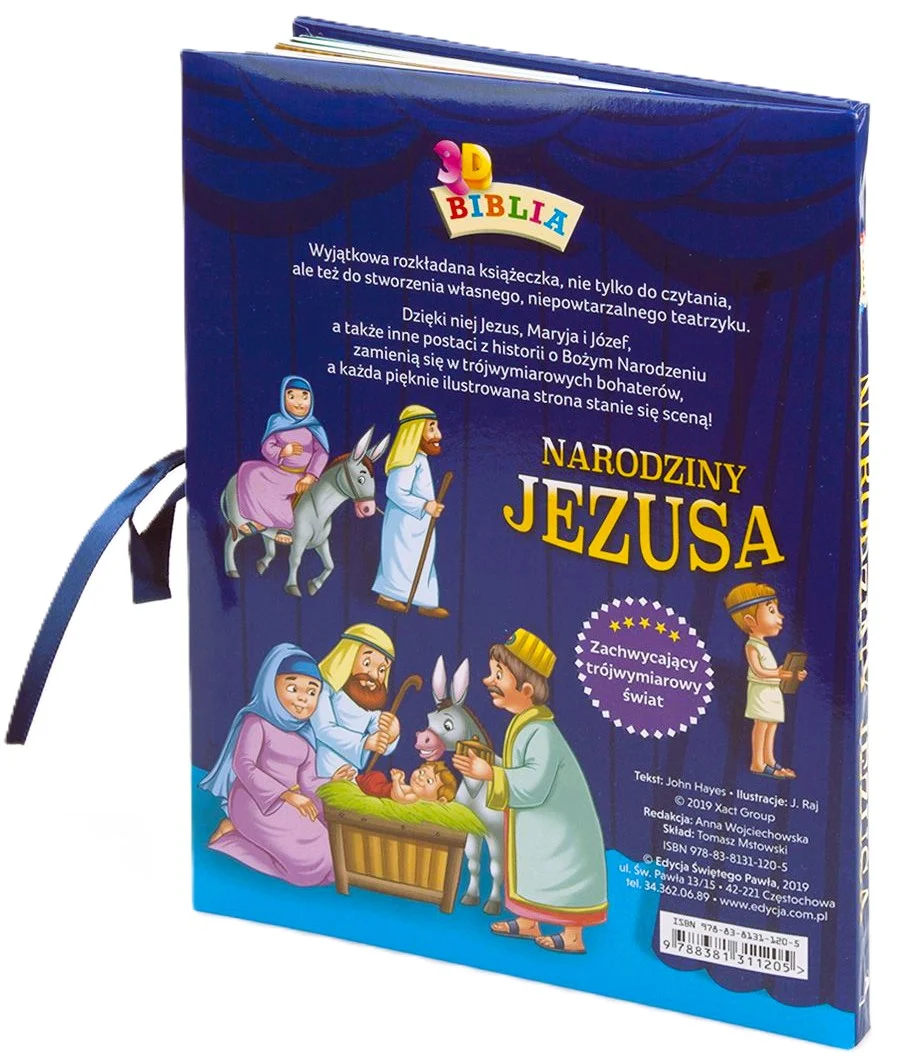 3D
BIBLIA
Wyjątkowa rozkładana książeczka, nie tylko do czytania,
ale też do stworzenia własnego, niepowtarzalnego teatrzyku.
Dzięki niej Jezus, Maryja i Józef,
a także inne postaci z historii o Bożym Narodzeniu
zamienią się w trójwymiarowych bohaterów,
a każda pięknie ilustrowana strona stanie się sceną!
NARODZINY
JEZUSA
Zachwycający
trójwymiarowy
świat
Tekst: John Hayes • Ilustracje: J. Raj
© 2019 Xact Group
Redakcja: Anna Wojciechowska
Skład: Tomasz Mstowski
ISBN 978-83-8131-120-5
© Edycja Świętego Pawła, 2019
ul. Św. Pawła 13/15 • 42-221 Częstochowa
tel. 34.362.06.89 • www.edycja.com.pl
ISBN 978-83-8131-120-5
9 788381 311205 >